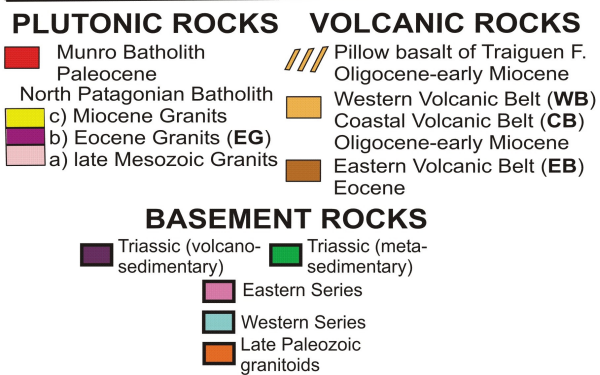 PLUTONIC ROCKS
Munro Batholith
Paleocene
North Patagonian Batholith
c) Miocene Granits
b) Eocene Granits (EG)
a) late Mesozoic Granits
VOLCANIC ROCKS
Pillow basalt of Traiguen F.
Oligocene-early Miocene
Western Volcanic Belt (WB)
Coastal Volcanic Belt (CB)
Oligocene-early Miocene
Eastern Volcanic Belt (EB)
Eocene
BASEMENT ROCKS
Triassic (volcano-
sedimentary)
Triassic (meta-
sedimentary)
Eastern Series
Western Series
Late Paleozoic
granitoids